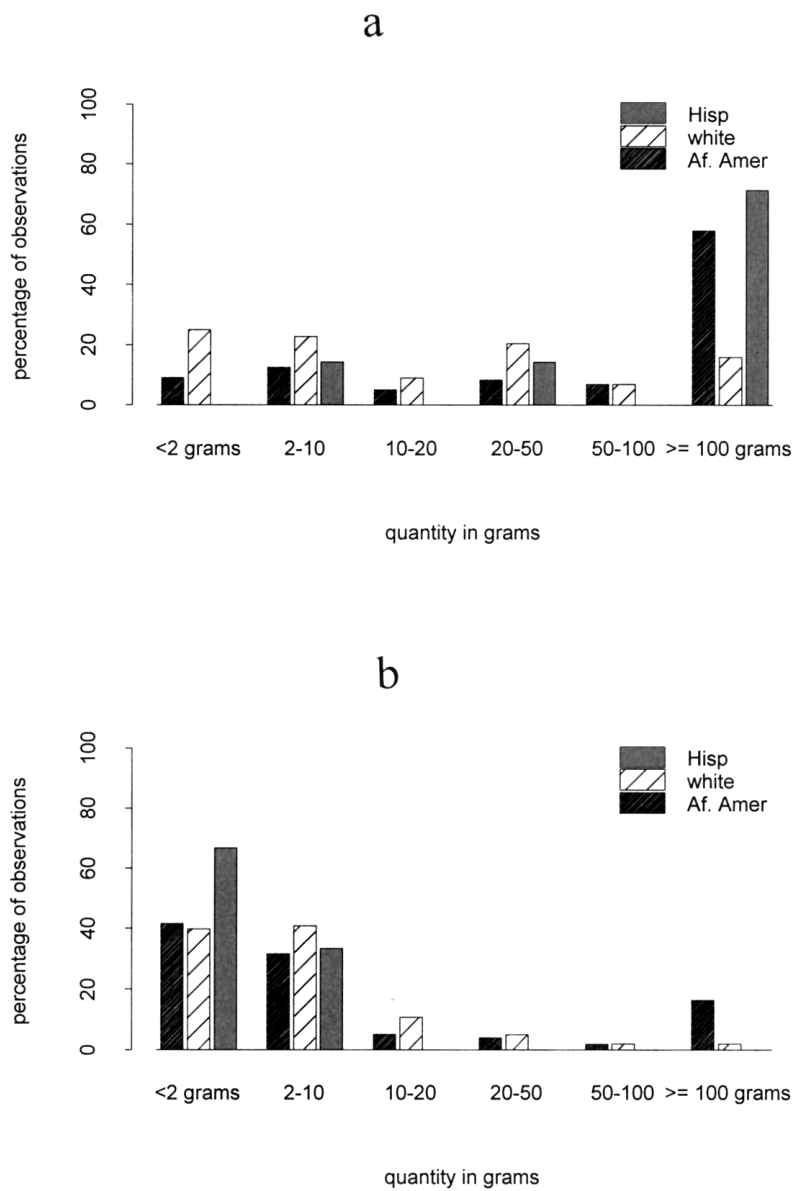 a
percentage of observations
100
80
60
40
20
0
Hisp
white
Af. Amer
<2 grams 2-10 10-20 20-50 50-100 >= 100 grams
quantity in grams
b
percentage of observations
100
80
60
40
20
0
Hisp
white
Af. Amer
<2 grams 2-10 10-20 20-50 50-100 >= 100 grams
quantity in grams